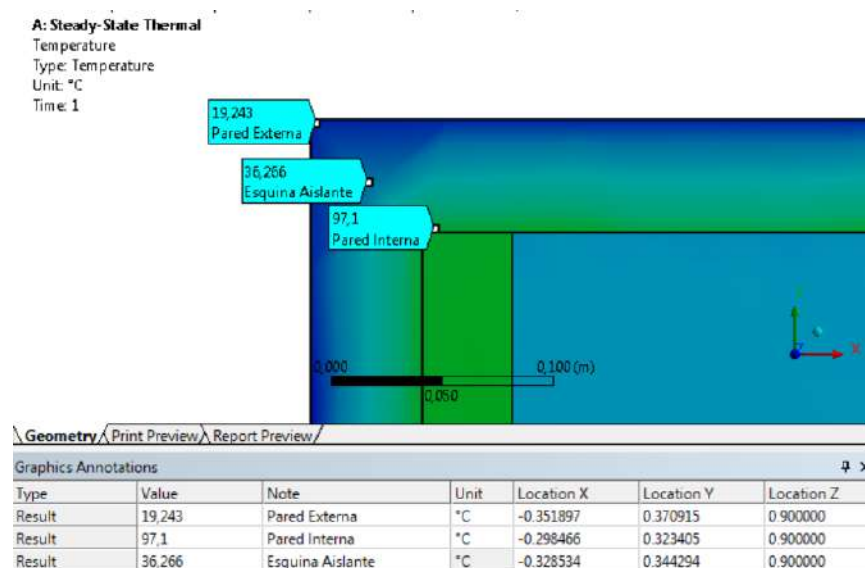 A: Steady-State Thermal
Temperature
Type: Temperature
Unit: °C
Time: 1
19,243
Pared Externa
36,266
Esquina Aislante
97,1
Pared Interna
Y
X
Z
0,000
0,100 (m)
0,050
Geometry Print Preview Report Preview
Graphics Annotations
Type Value Note Unit Location X Location Y Location Z
Result 19,243 Pared Externa °C -0.351897 0.370915 0.900000
Result 97,1 Pared Interna °C -0.298466 0.323405 0.900000
Result 36,266 Esquina Aislante °C -0.328534 0.344294 0.900000